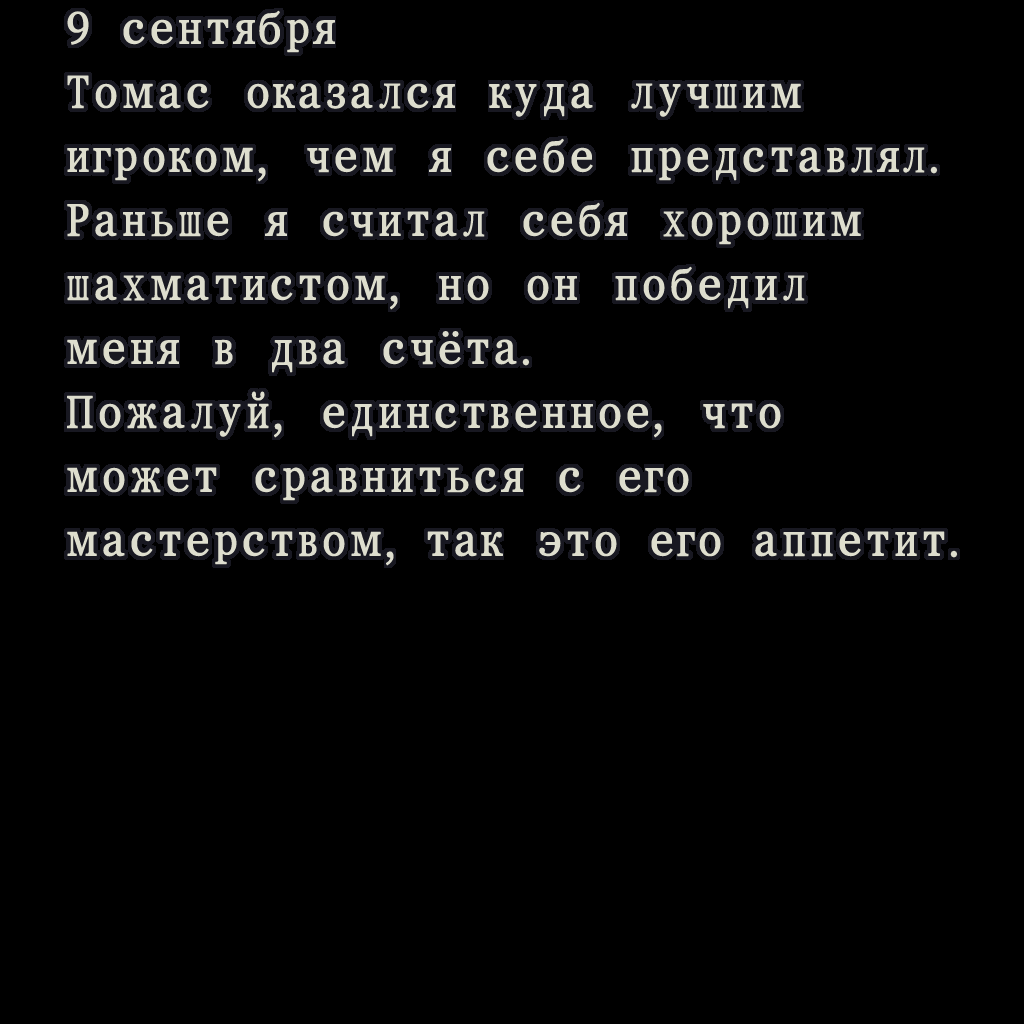 9 сентября
Томас оказался куда лучшим
игроком, чем я себе представлял.
Раньше я считал себя хорошим
шахматистом, но он победил
меня в два счёта.
Пожалуй, единственное, что
может сравниться с его
мастерством, так это его аппетит.